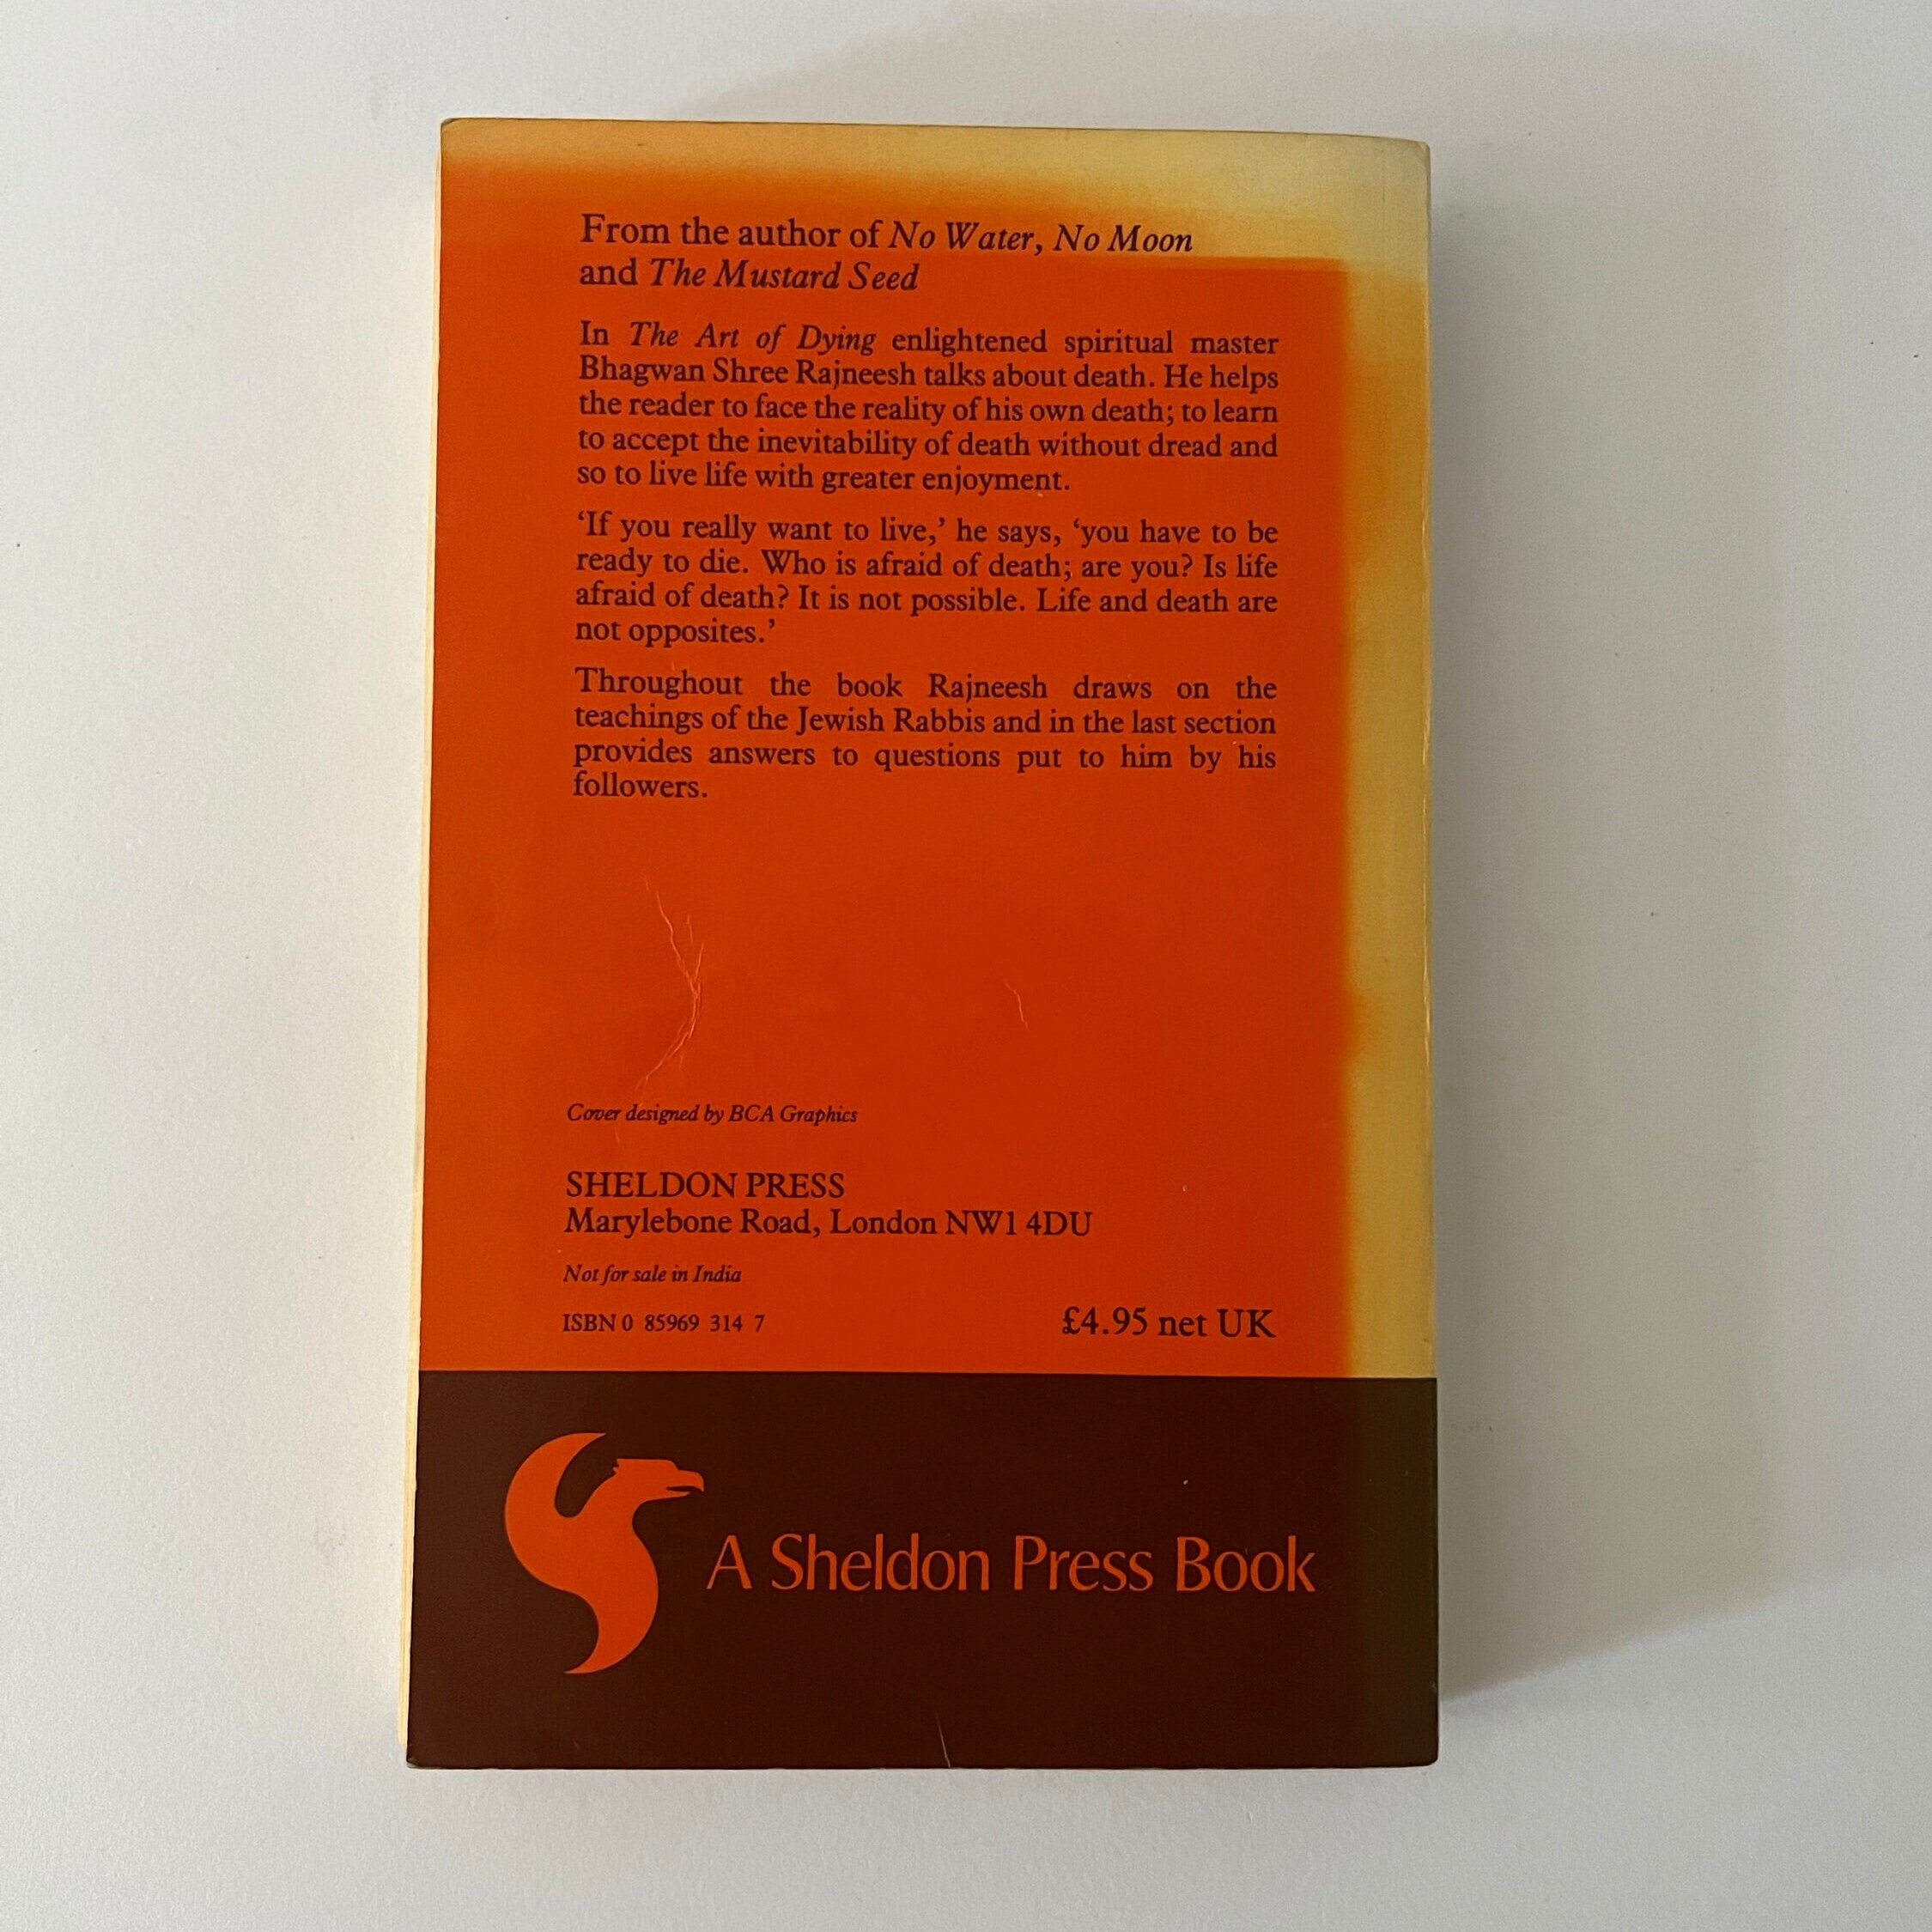 From the author of No Water, No Moon
and The Mustard Seed
In The Art of Dying enlightened spiritual master
Bhagwan Shree Rajneesh talks about death. He helps
the reader to face the reality of his own death; to learn
to accept the inevitability of death without dread and
so to live life with greater enjoyment.
‘If you really want to live,’ he says, ‘you have to be
ready to die. Who is afraid of death; are you? Is life
afraid of death? It is not possible. Life and death are
not opposites.’
Throughout the book Rajneesh draws on the
teachings of the Jewish Rabbis and in the last section
provides answers to questions put to him by his
followers.
Cover designed by BCA Graphics
SHELDON PRESS
Marylebone Road, London NW1 4DU
Not for sale in India
ISBN 0 85969 314 7 £4.95 net UK
A Sheldon Press Book